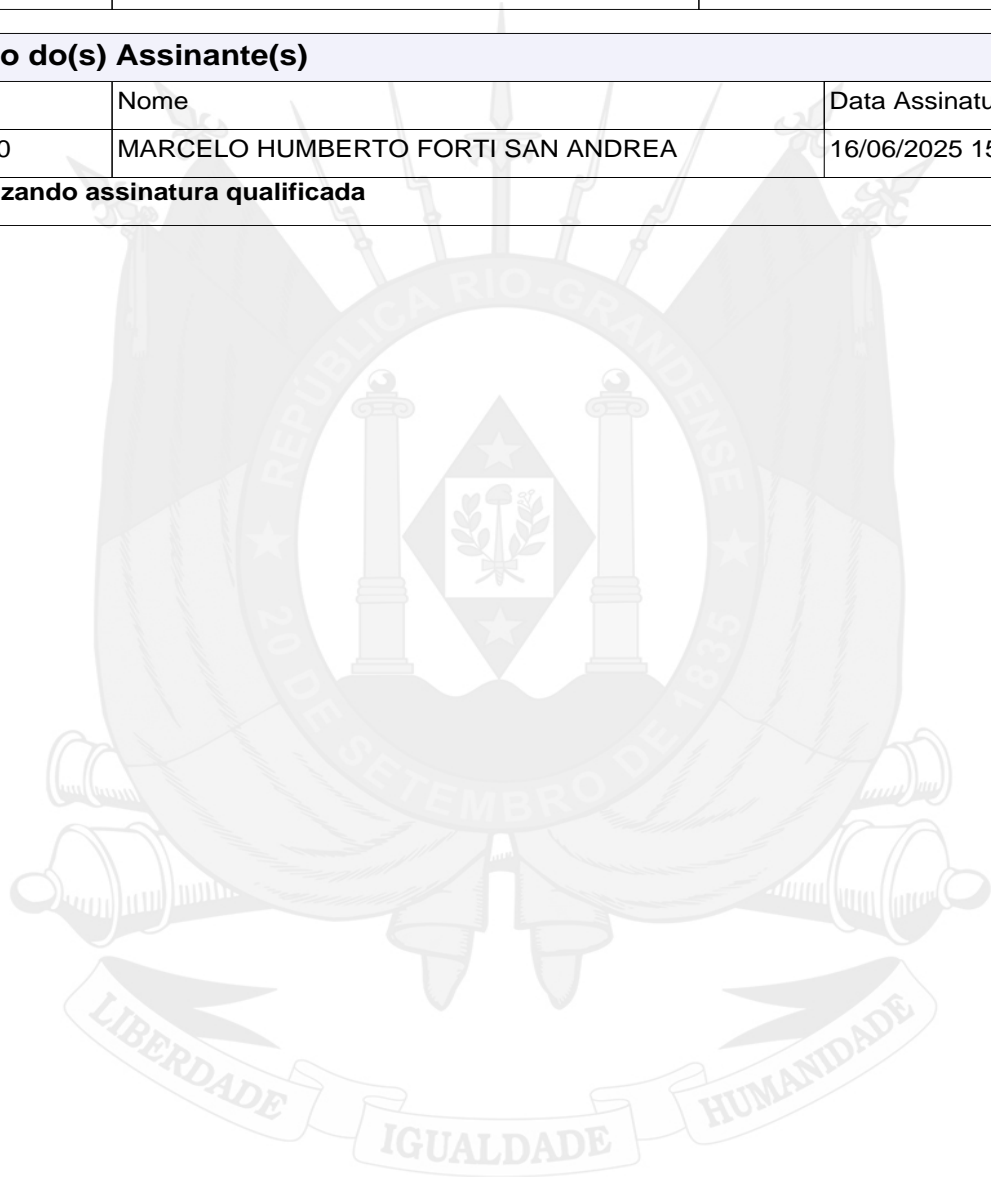 o do(s) Assinante(s)
Nome
Data Assinatu
0
MARCELO HUMBERTO FORTI SAN ANDREA
16/06/2025 15
zando assinatura qualificada
REPÚBLICA RIO-GRANDENSE
20 DE SETEMBRO DE 1835
LIBERDADE
IGUALDADE
HUMANIDADE